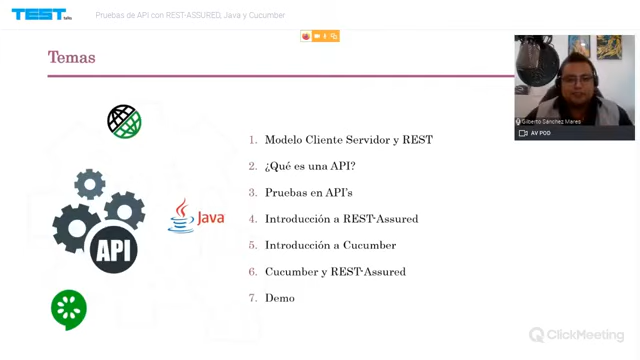 TEST
talks
Pruebas de API con REST-ASSURED, Java y Cucumber
Temas
Gilberto Sánchez Mares
AV POD
1. Modelo Cliente Servidor y REST
2. ¿Qué es una API?
3. Pruebas en API's
4. Introducción a REST-Assured
5. Introducción a Cucumber
6. Cucumber y REST-Assured
7. Demo
Java
API
ClickMeeting